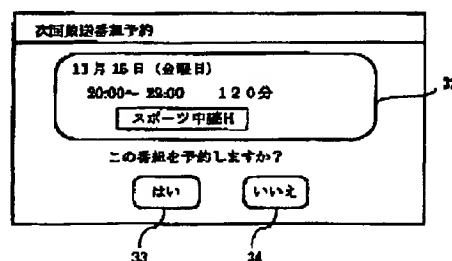 次回放送番組予約
11月15日（金曜日）
20:00〜22:00 120分
スポーツ中継H
この番組を予約しますか？
はい いいえ
33 34